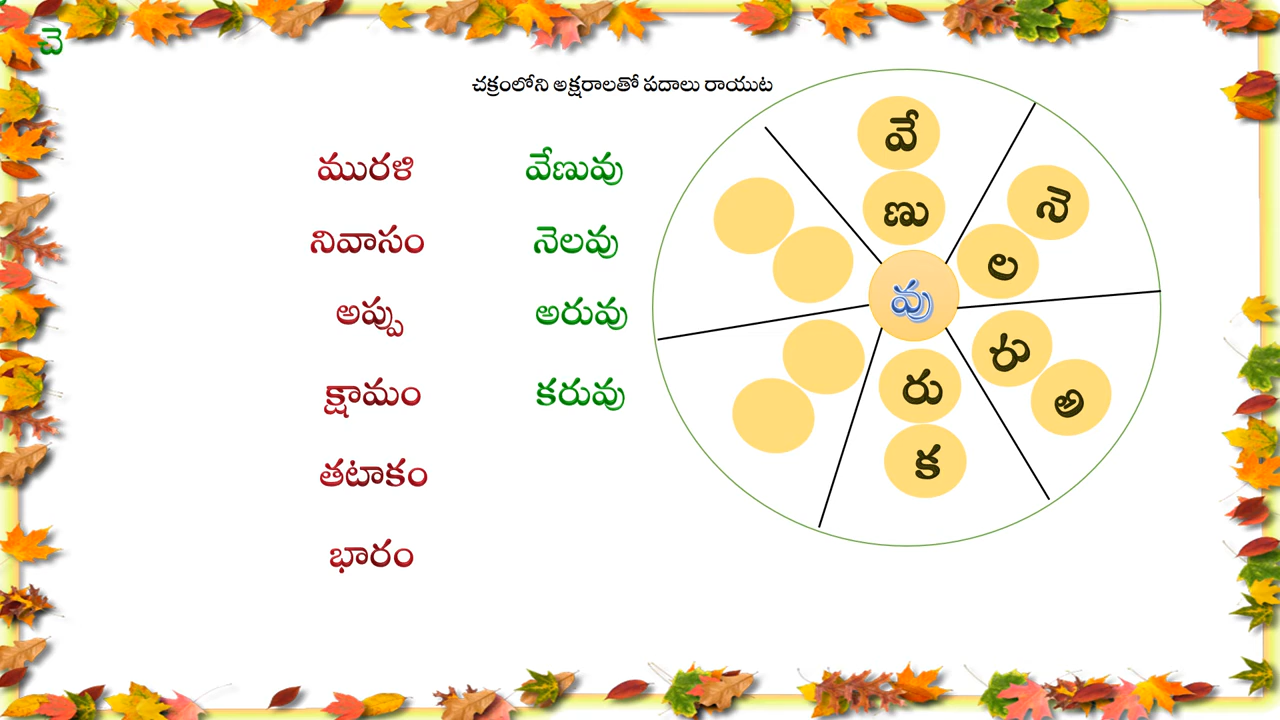 చె
చక్రంలోని అక్షరాలతో పదాలు రాయుట
మురళి వేణువు
నివాసం నెలవు
అప్పు అరువు
క్షామం కరువు
తటాకం
భారం
వే
ణు
నె
ల
వు
రు
అ
రు
క